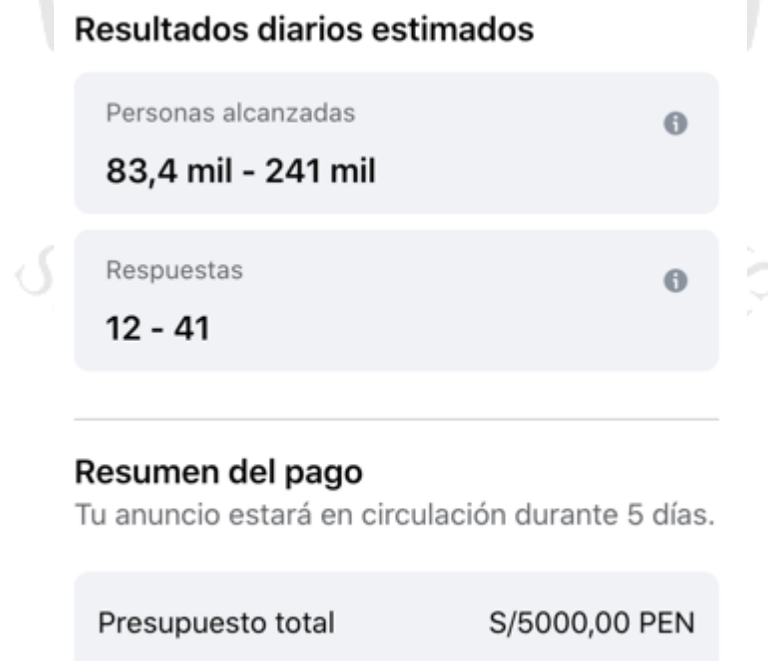 Resultados diarios estimados
Personas alcanzadas
83,4 mil - 241 mil
Respuestas
12 - 41
Resumen del pago
Tu anuncio estará en circulación durante 5 días.
Presupuesto total S/5000,00 PEN